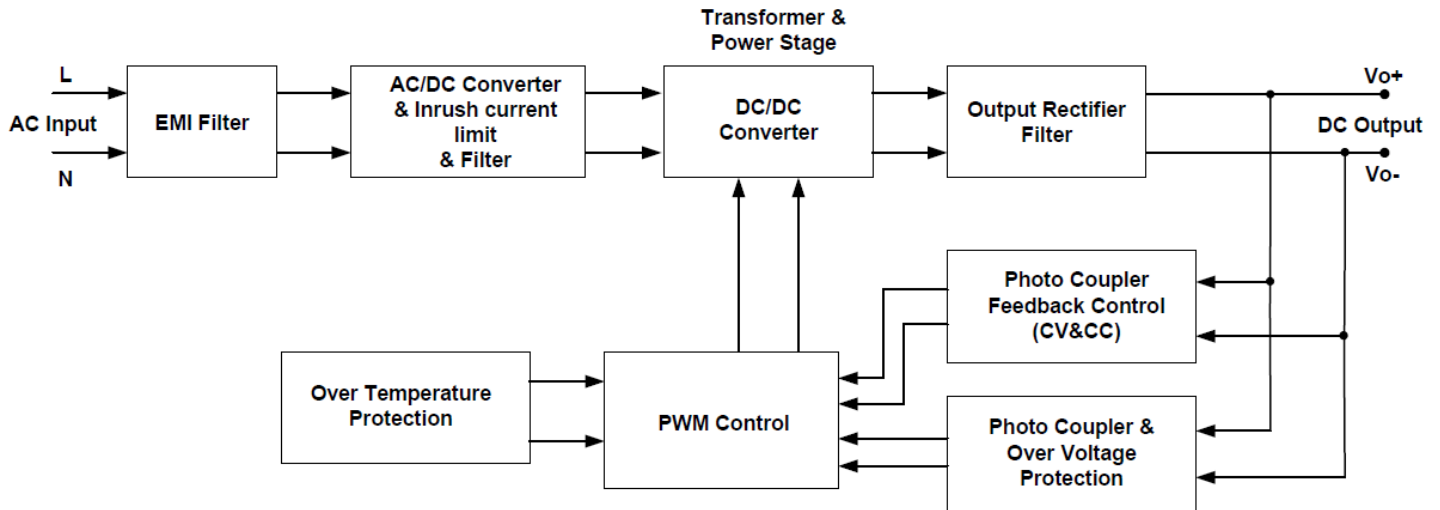 Transformer &
Power Stage
L
AC Input
N
EMI Filter
AC/DC Converter
& Inrush current
limit
& Filter
DC/DC
Converter
Output Rectifier
Filter
Vo+
DC Output
Vo-
Photo Coupler
Feedback Control
(CV&CC)
Over Temperature
Protection
PWM Control
Photo Coupler &
Over Voltage
Protection